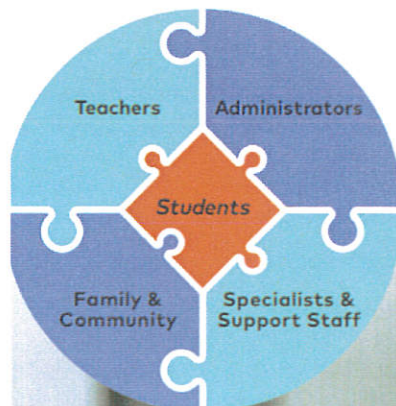 Teachers
Administrators
Students
Family &
Community
Specialists &
Support Staff